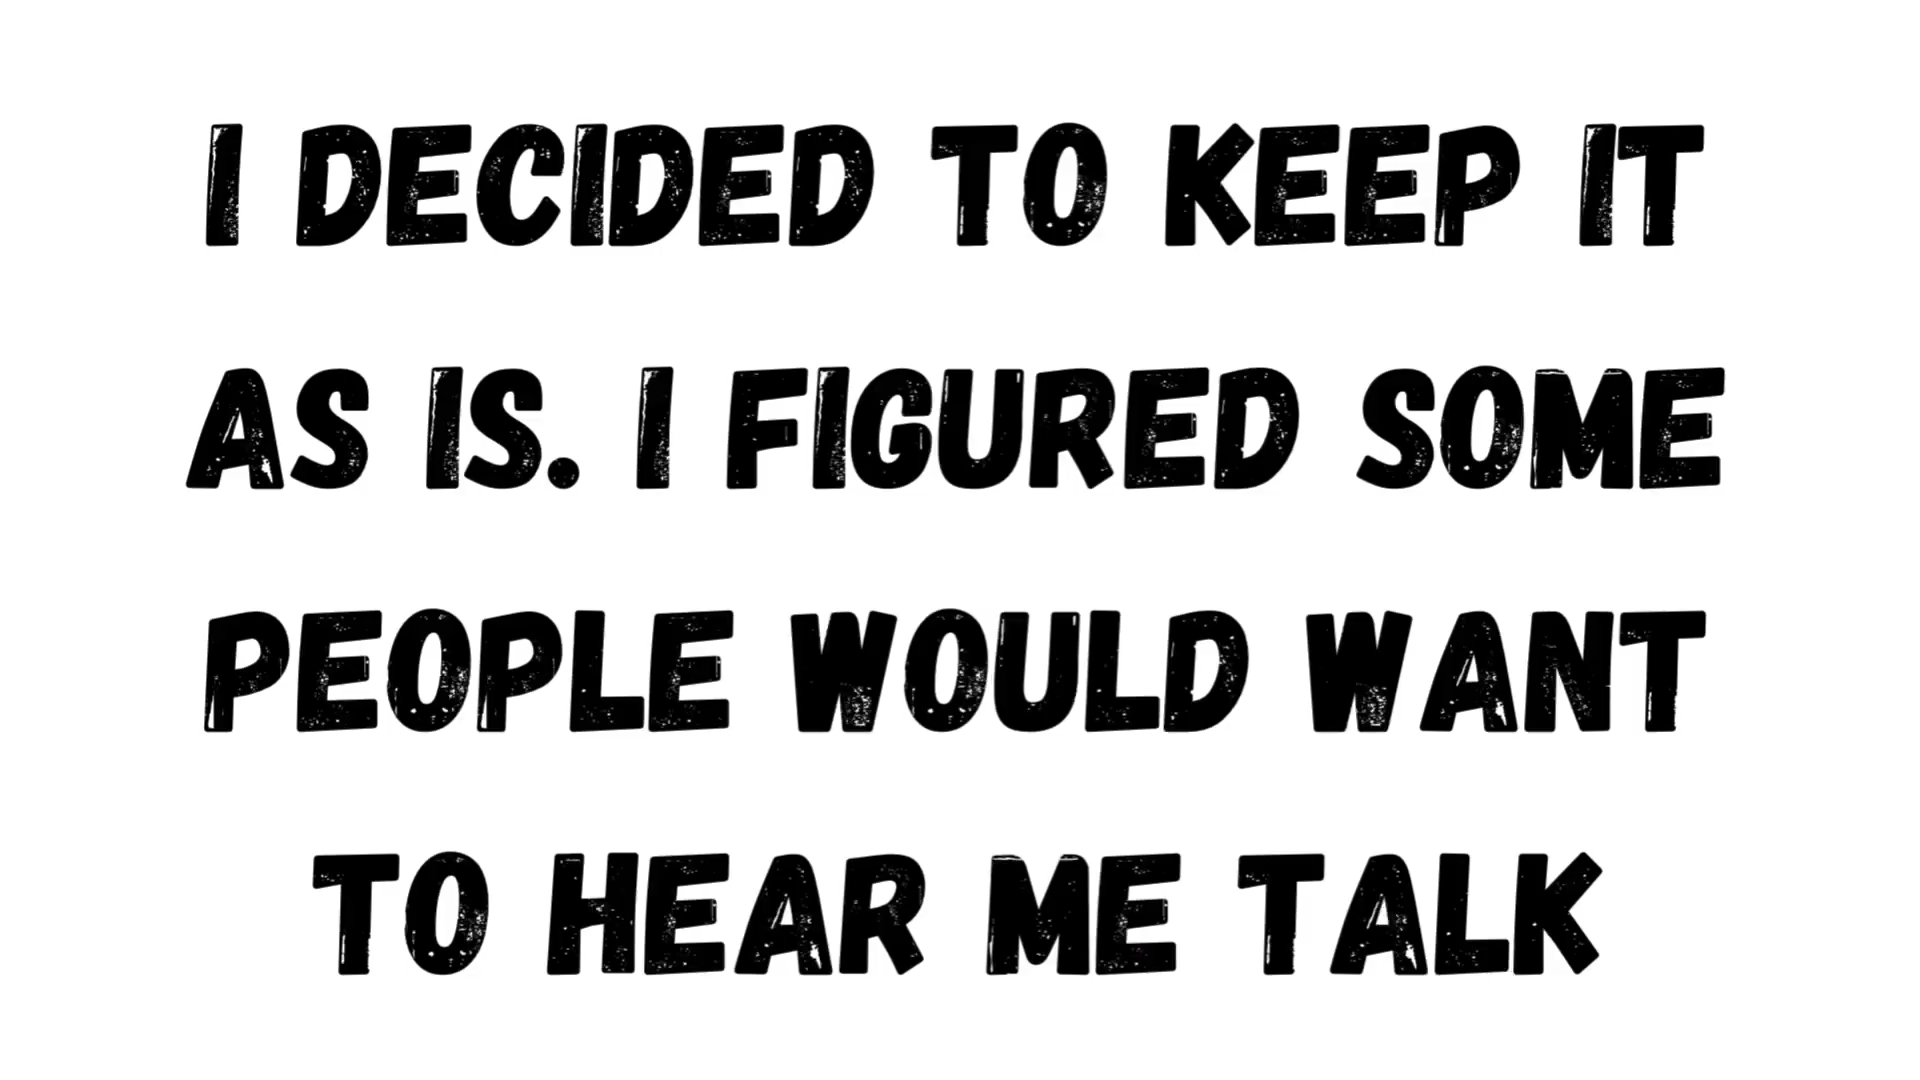 I DECIDED TO KEEP IT
AS IS. I FIGURED SOME
PEOPLE WOULD WANT
TO HEAR ME TALK